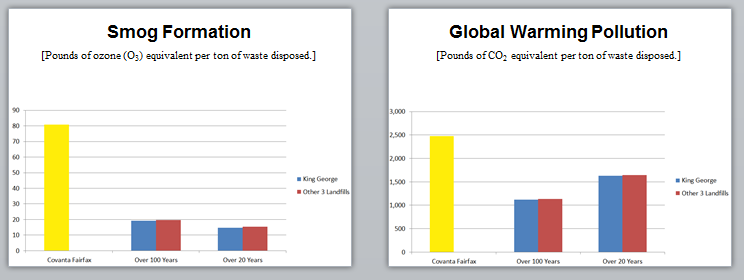 Smog Formation
[Pounds of ozone (O₃) equivalent per ton of waste disposed.]
90
80
70
60
50
40
30
20
10
0
Covanta Fairfax
Over 100 Years
Over 20 Years
King George
Other 3 Landfills
Global Warming Pollution
[Pounds of CO₂ equivalent per ton of waste disposed.]
3,000
2,500
2,000
1,500
1,000
500
0
Covanta Fairfax
Over 100 Years
Over 20 Years
King George
Other 3 Landfills